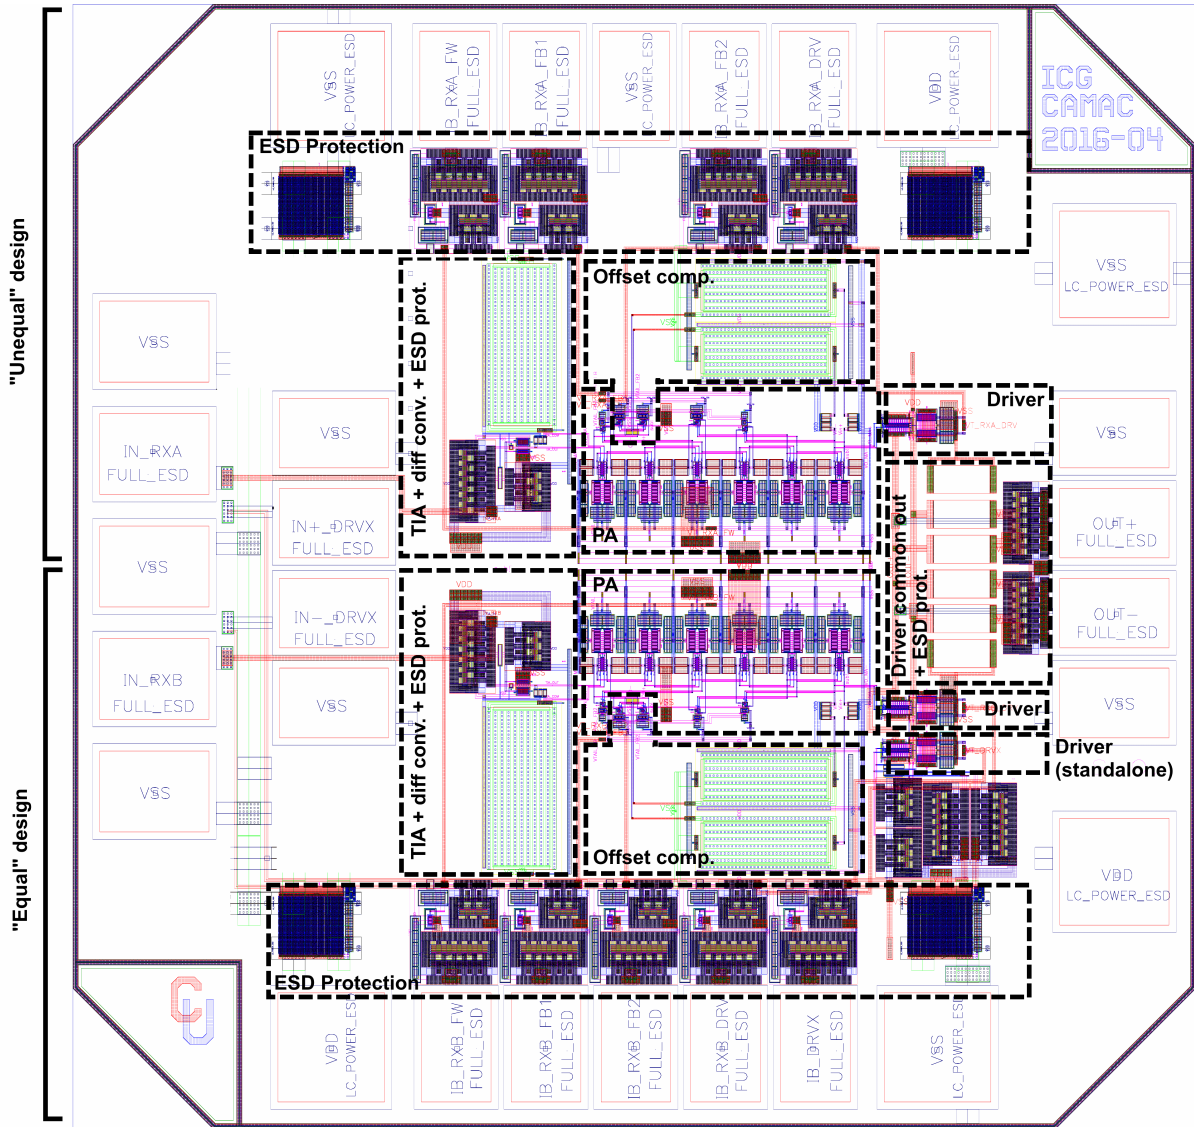 VSS
LC_POWER_ESD
IB_RXA_FW
FULL_ESD
IB_RXA_FB1
FULL_ESD
VSS
LC_POWER_ESD
IB_RXA_FB2
FULL_ESD
IB_RXA_DRV
FULL_ESD
VDD
LC_POWER_ESD
ICG
CAMAC
2016-04
ESD Protection
"Unequal" design
VSS
LC_POWER_ESD
TIA + diff conv. + ESD prot.
Offset comp.
VSS
IN_RXA
FULL_ESD
VSS
Driver
VSS
IN+_DRVX
FULL_ESD
PA
Driver common out
+ ESD prot.
OUT+
FULL_ESD
VSS
"Equal" design
IN-_DRVX
FULL_ESD
TIA + diff conv. + ESD prot.
PA
OUT-
FULL_ESD
IN_RXB
FULL_ESD
VSS
Driver
VSS
VSS
Driver
(standalone)
Offset comp.
VDD
LC_POWER_ESD
ESD Protection
CU
VDD
LC_POWER_ESD
IB_RXB_FW
FULL_ESD
IB_RXB_FB1
FULL_ESD
IB_RXB_FB2
FULL_ESD
IB_RXB_DRV
FULL_ESD
IB_DRVX
FULL_ESD
VSS
LC_POWER_ESD